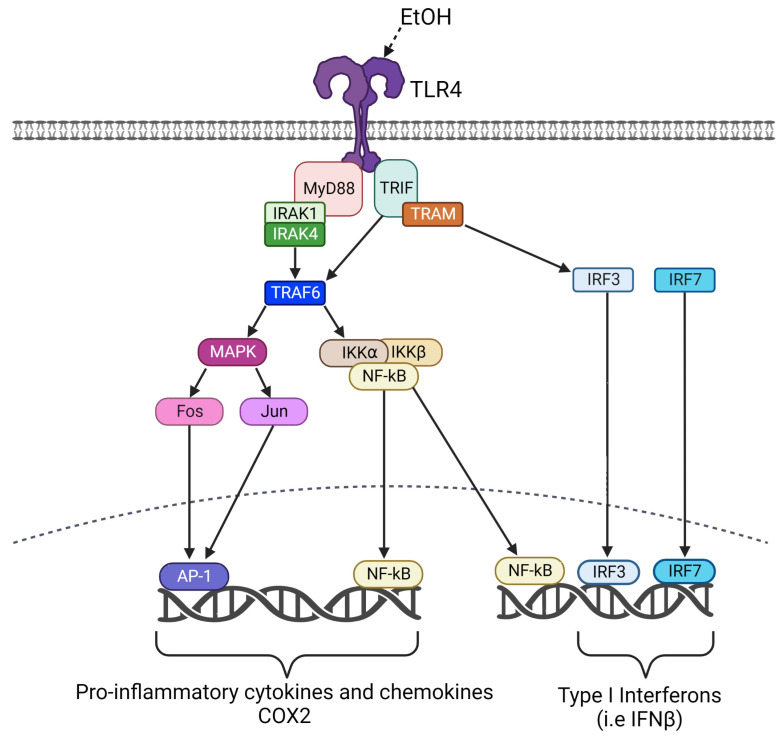 EtOH
TLR4
MyD88
TRIF
IRAK1
TRAM
IRAK4
TRAF6
IRF3
IRF7
MAPK
IKKα
IKKβ
NF-kB
Fos
Jun
AP-1
NF-kB
NF-kB
IRF3
IRF7
Pro-inflammatory cytokines and chemokines
COX2
Type I Interferons
(i.e IFNβ)